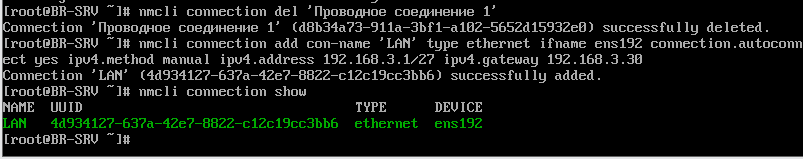 [root@BR-SRV ~]# nmcli connection del 'Проводное соединение 1'
Connection 'Проводное соединение 1' (d8b34a73-911a-3bf1-a102-5652d15932e0) successfully deleted.
[root@BR-SRV ~]# nmcli connection add con-name 'LAN' type ethernet ifname ens192 connection.autoconn
ect yes ipv4.method manual ipv4.address 192.168.3.1/27 ipv4.gateway 192.168.3.30
Connection 'LAN' (4d934127-637a-42e7-8822-c12c19cc3bb6) successfully added.
[root@BR-SRV ~]# nmcli connection show
NAME  UUID                                  TYPE      DEVICE
LAN   4d934127-637a-42e7-8822-c12c19cc3bb6  ethernet  ens192
[root@BR-SRV ~]#